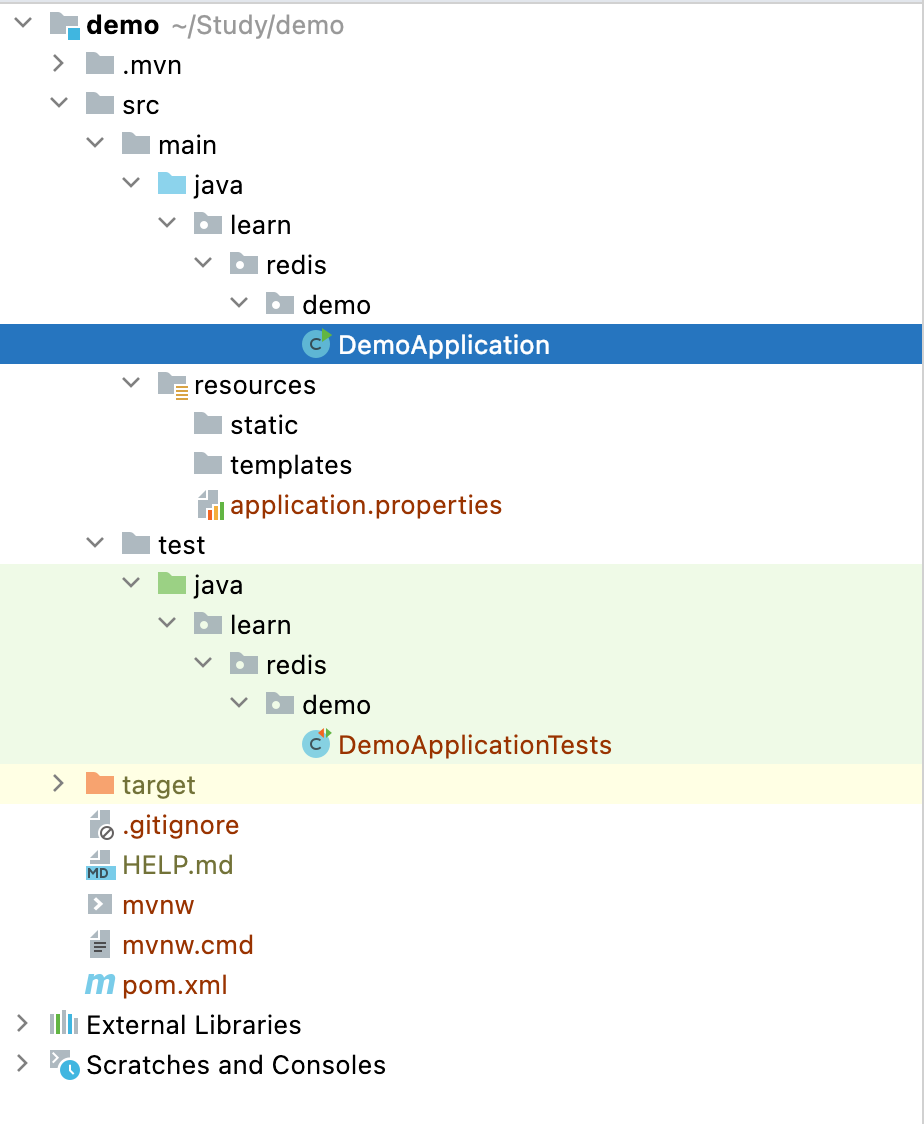 demo ~/Study/demo
.mvn
src
main
java
learn
redis
demo
C DemoApplication
resources
static
templates
application.properties
test
java
learn
redis
demo
C DemoApplicationTests
target
.gitignore
MD HELP.md
mvnw
mvnw.cmd
m pom.xml
External Libraries
Scratches and Consoles